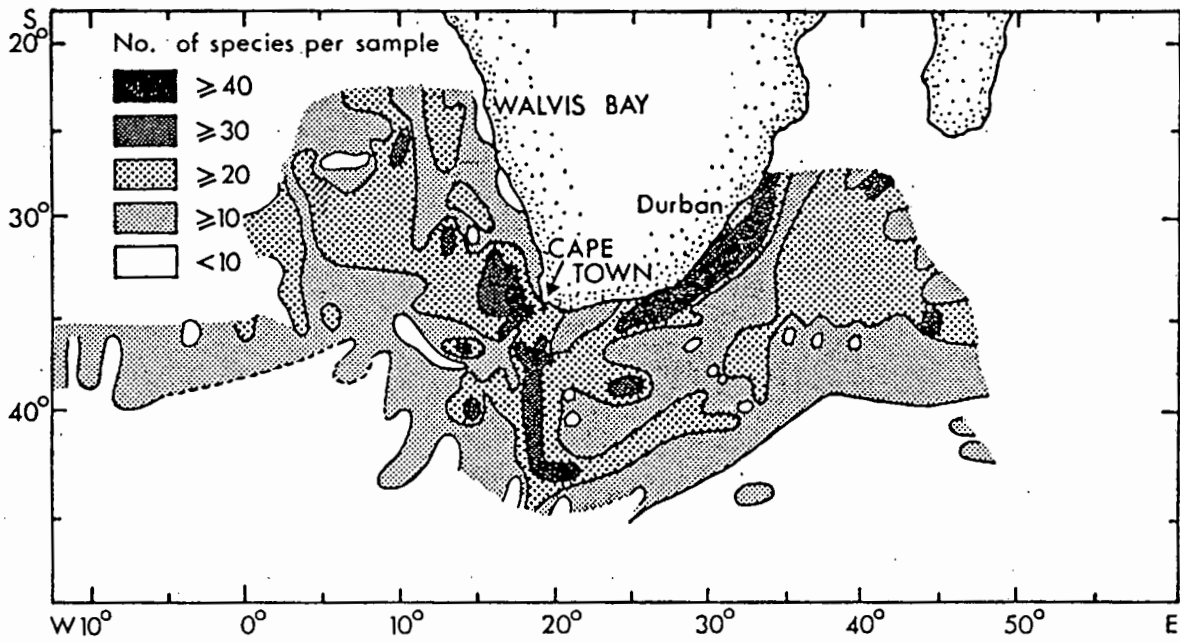 S
20°
30°
40°
No. of species per sample
⩾ 40
⩾ 30
⩾ 20
⩾ 10
< 10
WALVIS BAY
Durban
CAPE
TOWN
W 10° 0° 10° 20° 30° 40° 50° E